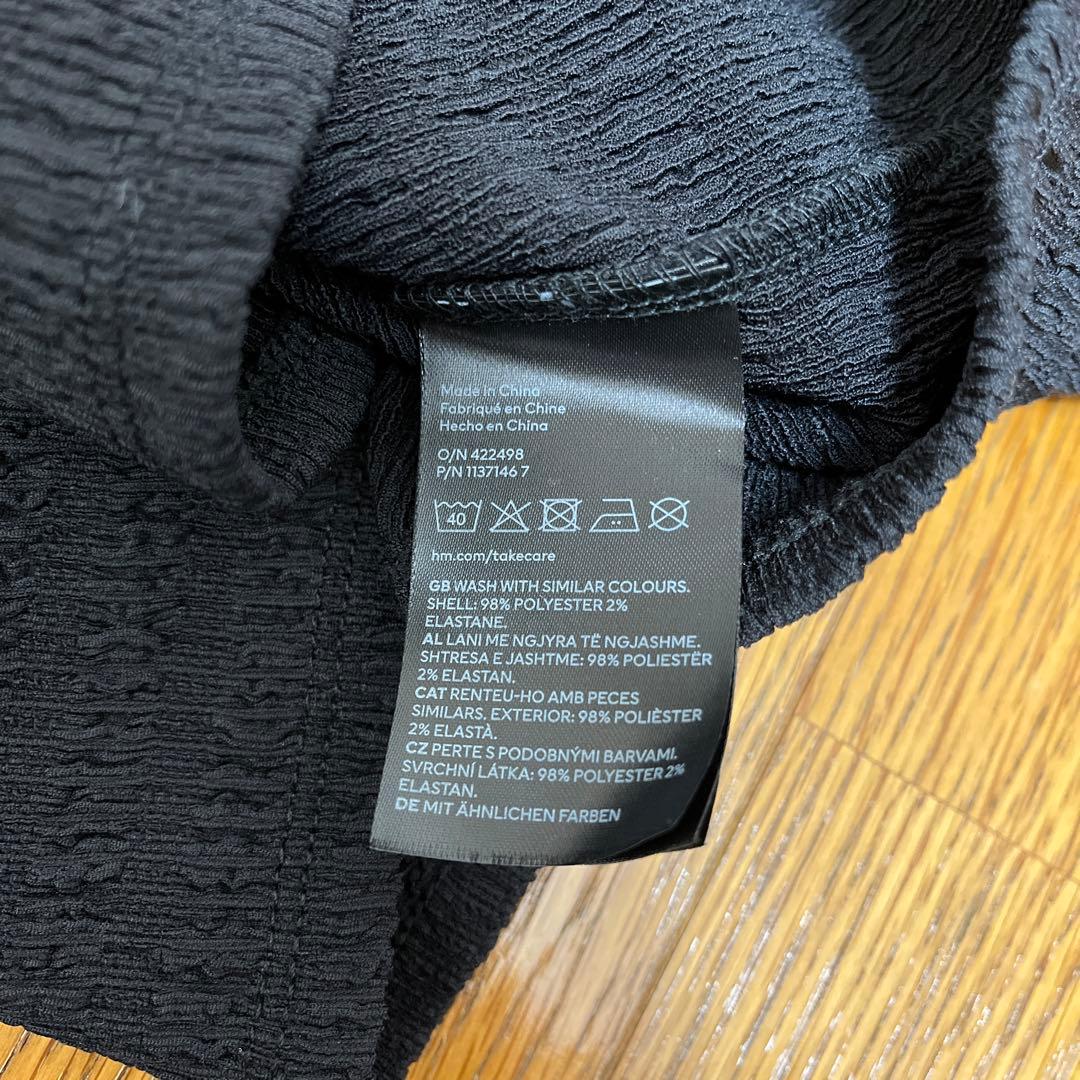 Made in China
Fabriqué en Chine
Hecho en China
O/N 422498
P/N 1137146 7
40
hm.com/takecare
GB WASH WITH SIMILAR COLOURS.
SHELL: 98% POLYESTER 2%
ELASTANE.
AL LANI ME NGJYRA TË NGJASHME.
SHTRESA E JASHTME: 98% POLIESTËR
2% ELASTAN.
CAT RENTEU-HO AMB PECES
SIMILARS. EXTERIOR: 98% POLIÈSTER
2% ELASTÀ.
CZ PERTE S PODOBNÝMI BARVAMI.
SVRCHNÍ LÁTKA: 98% POLYESTER 2%
ELASTAN.
DE MIT ÄHNLICHEN FARBEN